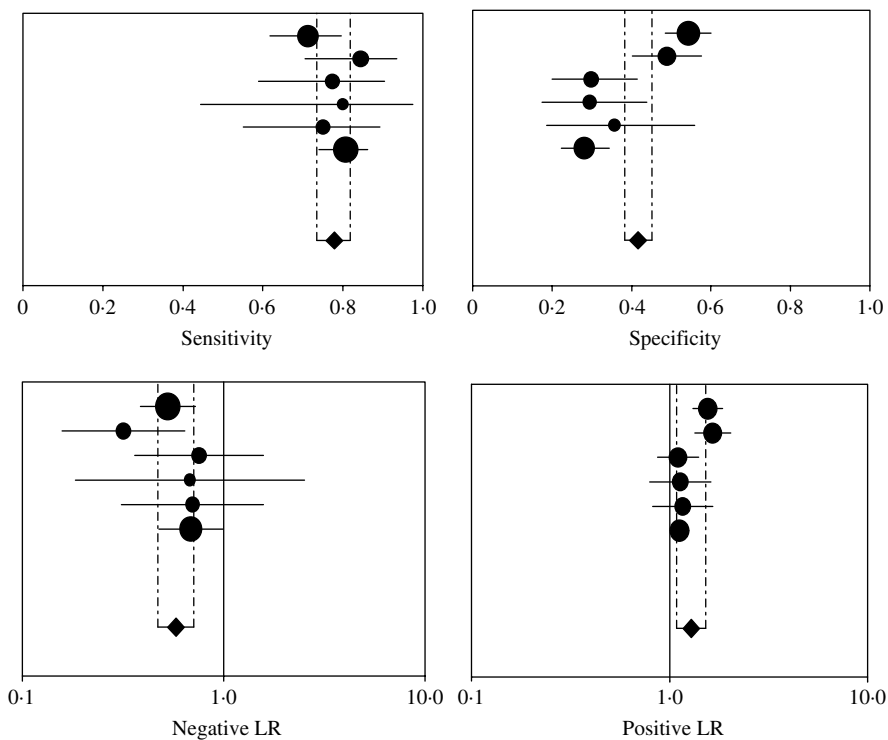 0 0·2 0·4 0·6 0·8 1·0
Sensitivity
0 0·2 0·4 0·6 0·8 1·0
Specificity
0·1 1·0 10·0
Negative LR
0·1 1·0 10·0
Positive LR